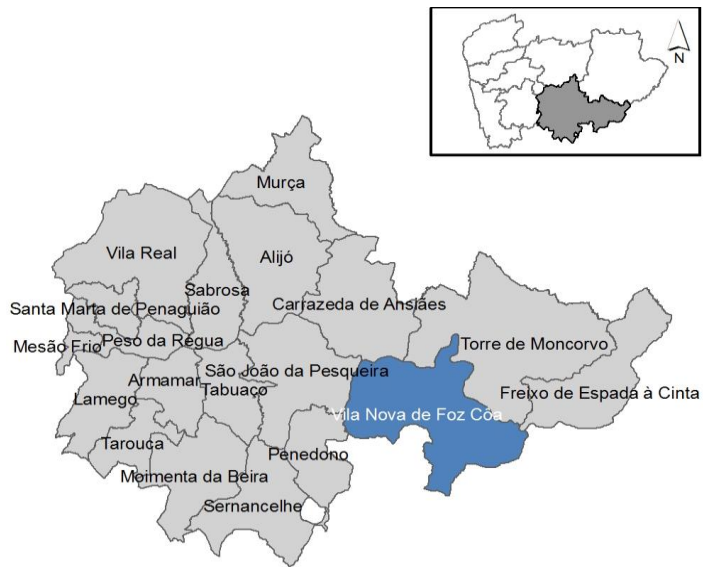 N
Murça
Vila Real
Alijó
Sabrosa
Carrazeda de Ansiães
Santa Marta de Penaguião
Mesão Frio
Peso da Régua
Torre de Moncorvo
São João da Pesqueira
Armamar
Tabuaço
Lamego
Freixo de Espada à Cinta
Vila Nova de Foz Côa
Tarouca
Penedono
Moimenta da Beira
Sernancelhe